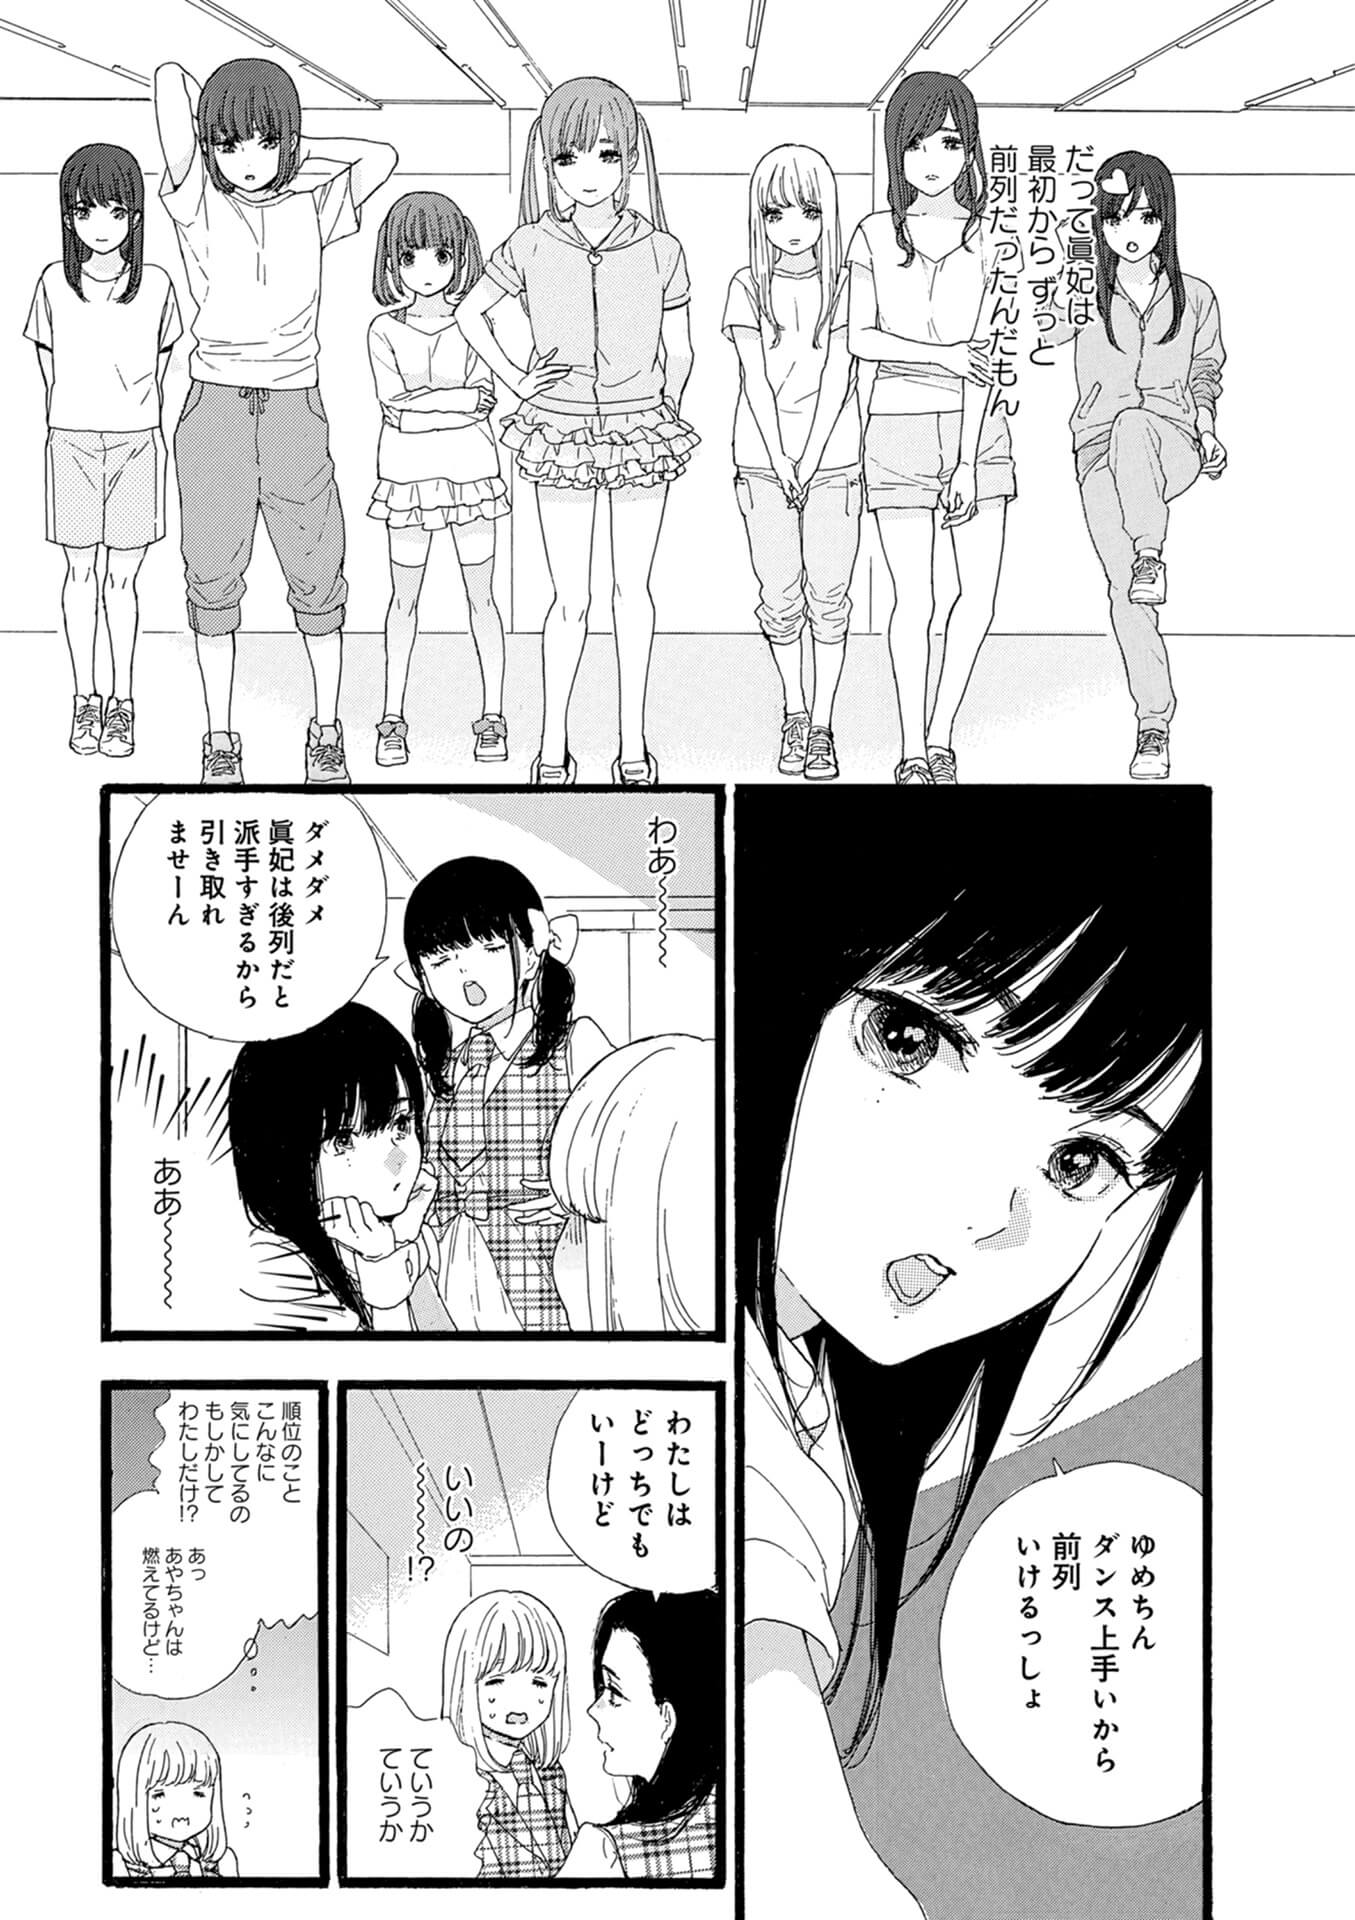 だって眞妃は
最初から ずっと
前列だったんだもん
ゆめちん
ダンス上手いから
前列
いけるっしょ
わあ〜〜〜
ダメダメ
眞妃は後列だと
派手すぎるから
引き取れ
ませーん
ああ〜〜〜
わたしは
どっちでも
いーけど
いいの
〜〜〜!?
ていうか
ていうか
順位のこと
こんなに
気にしてるの
もしかして
わたしだけ!?
あっ
あやちゃんは
燃えてるけど…